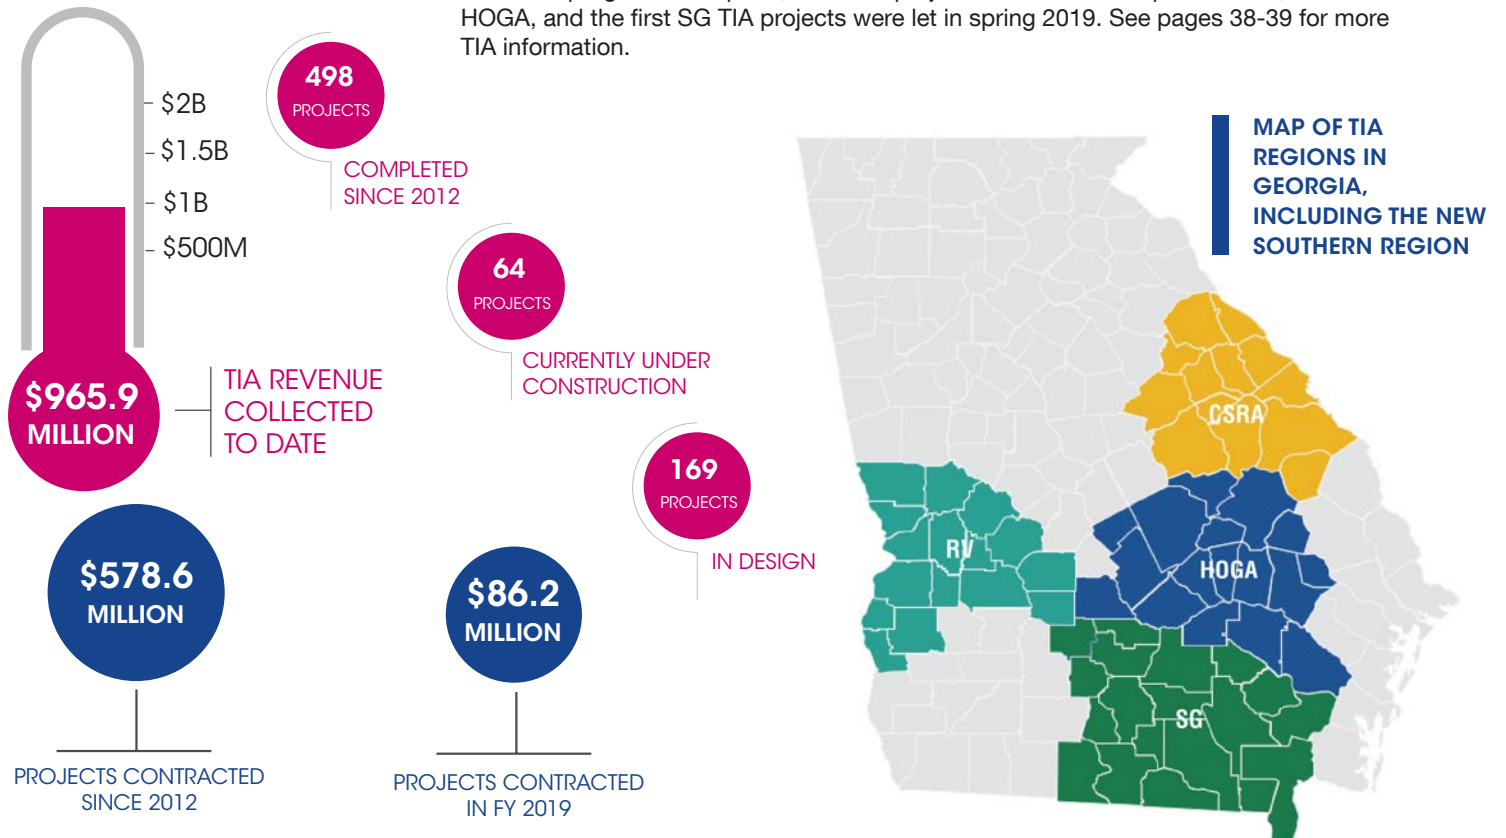 HOGA, and the first SG TIA projects were let in spring 2019. See pages 38-39 for more
TIA information.
$2B
$1.5B
$1B
$500M
$965.9
MILLION
TIA REVENUE
COLLECTED
TO DATE
498
PROJECTS
COMPLETED
SINCE 2012
64
PROJECTS
CURRENTLY UNDER
CONSTRUCTION
169
PROJECTS
IN DESIGN
$578.6
MILLION
PROJECTS CONTRACTED
SINCE 2012
$86.2
MILLION
PROJECTS CONTRACTED
IN FY 2019
MAP OF TIA
REGIONS IN
GEORGIA,
INCLUDING THE NEW
SOUTHERN REGION
CSRA
RV
HOGA
SG